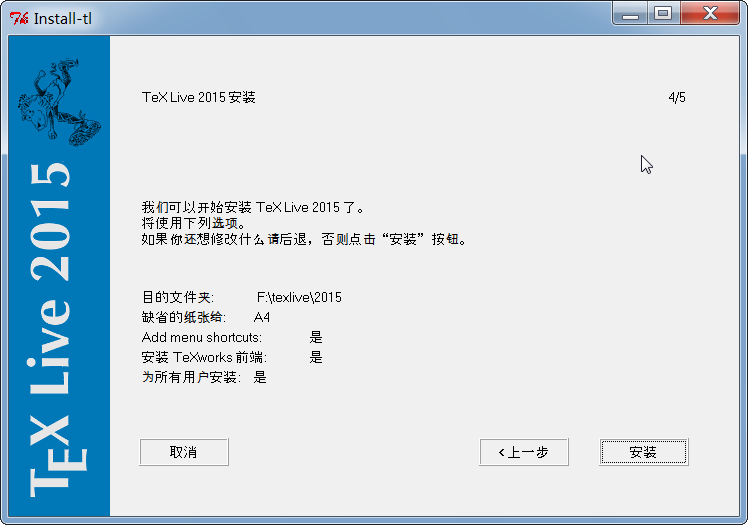 Install-tl
TeX Live 2015
TeX Live 2015 安装
4/5
我们可以开始安装 TeX Live 2015 了。
将使用下列选项。
如果你还想修改什么请后退，否则点击“安装”按钮。
目的文件夹: F:\texlive\2015
缺省的纸张给: A4
Add menu shortcuts: 是
安装 TeXworks 前端: 是
为所有用户安装: 是
取消
<上一步
安装